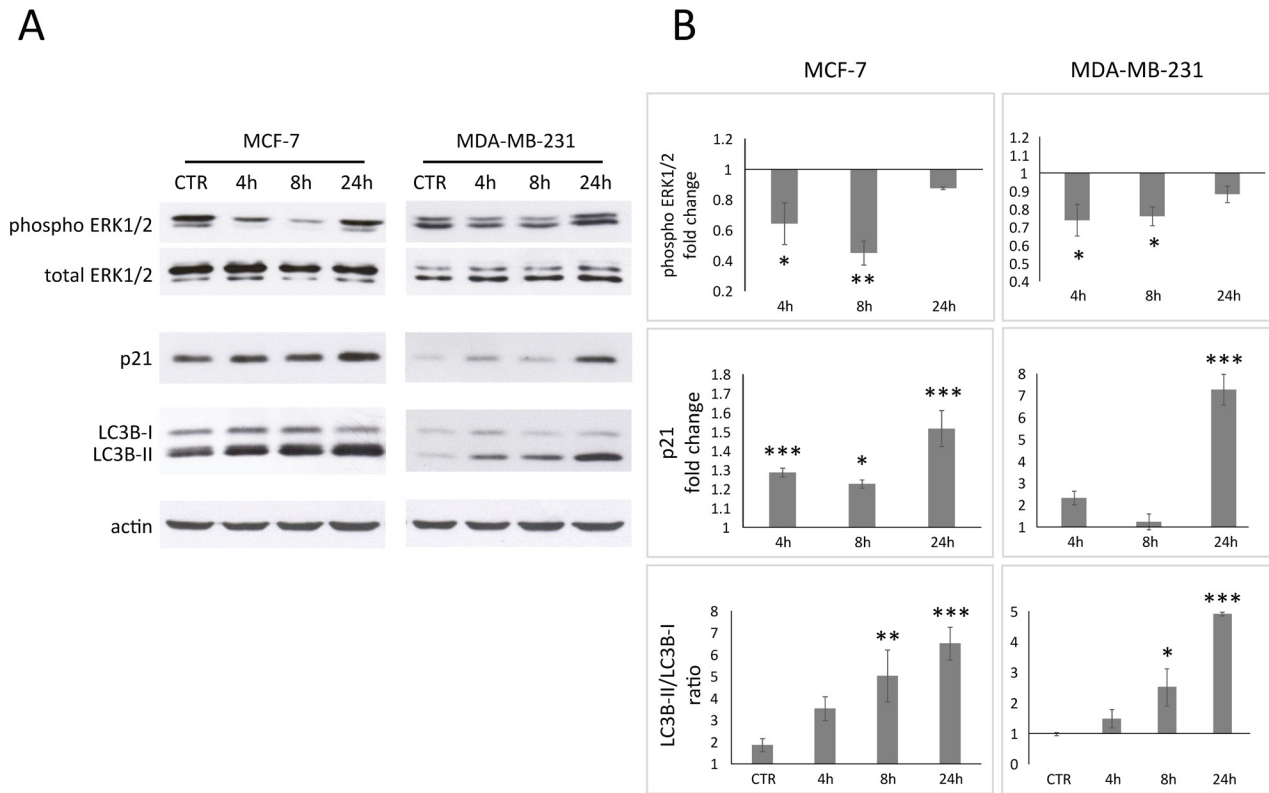 A
B
MCF-7
MDA-MB-231
CTR 4h 8h 24h
CTR 4h 8h 24h
phospho ERK1/2
total ERK1/2
p21
LC3B-I
LC3B-II
actin
MCF-7
MDA-MB-231
phospho ERK1/2
fold change
1.2
1
0.8
0.6
0.4
0.2
*
**
4h 8h 24h
1.2
1.1
1
0.9
0.8
0.7
0.6
0.5
0.4
*
*
4h 8h 24h
p21
fold change
1.8
1.7
1.6
1.5
1.4
1.3
1.2
1.1
1
***
*
***
4h 8h 24h
8
7
6
5
4
3
2
1
***
4h 8h 24h
LC3B-II/LC3B-I
ratio
8
7
6
5
4
3
2
1
**
***
CTR 4h 8h 24h
5
4
3
2
1
0
*
***
CTR 4h 8h 24h